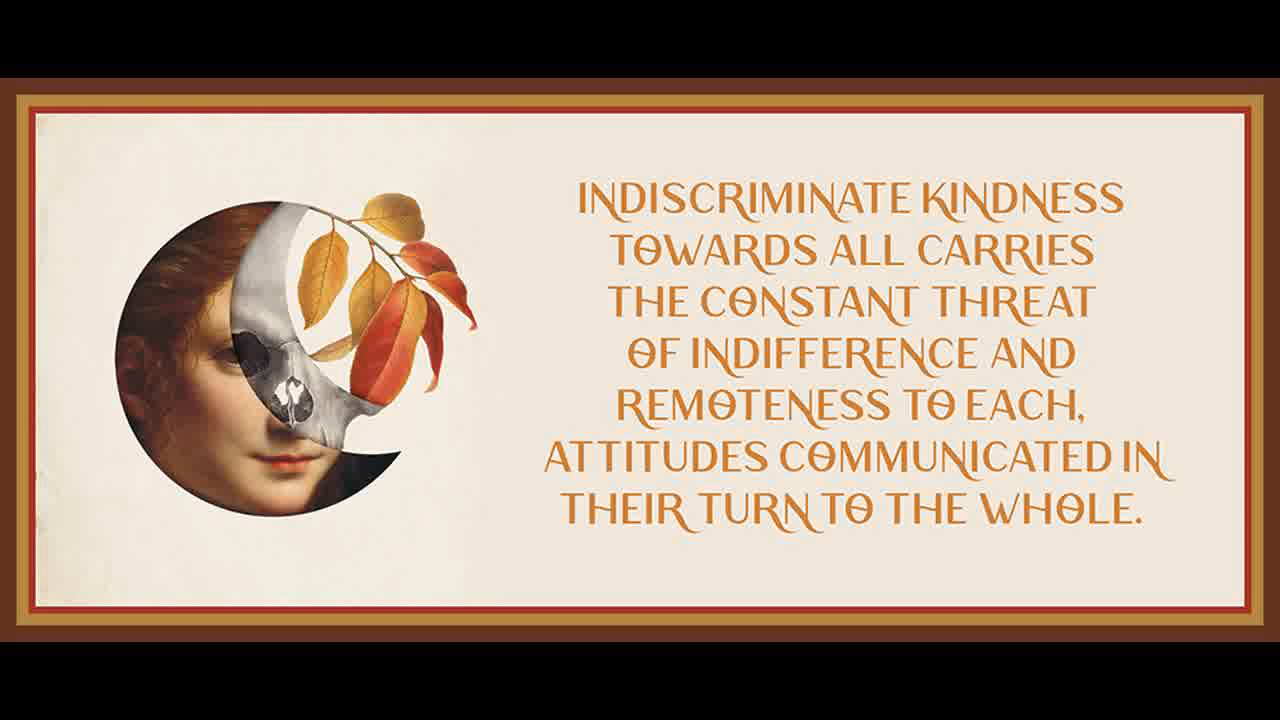 INDISCRIMINATE KINDNESS
TOWARDS ALL CARRIES
THE CONSTANT THREAT
OF INDIFFERENCE AND
REMOTENESS TO EACH,
ATTITUDES COMMUNICATED IN
THEIR TURN TO THE WHOLE.